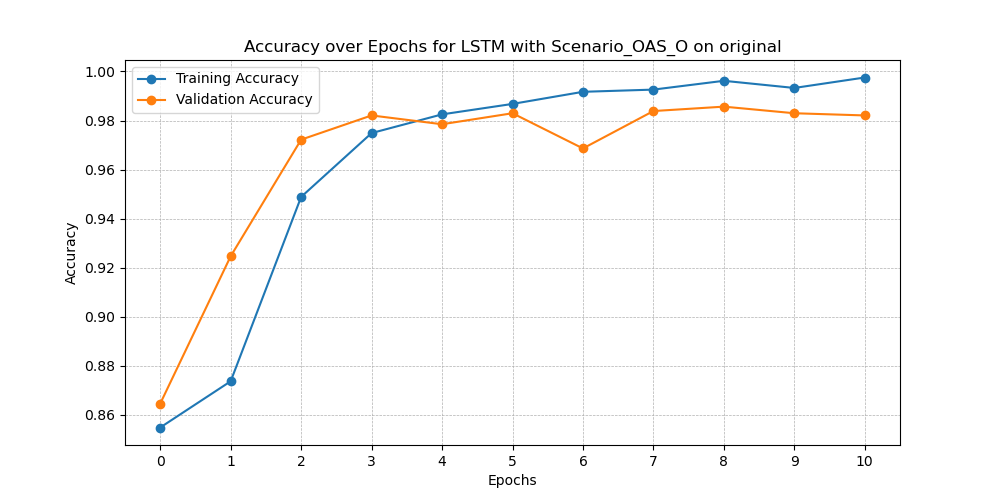 Accuracy over Epochs for LSTM with Scenario_OAS_O on original
Training Accuracy
Validation Accuracy
Accuracy
1.00
0.98
0.96
0.94
0.92
0.90
0.88
0.86
0 1 2 3 4 5 6 7 8 9 10
Epochs